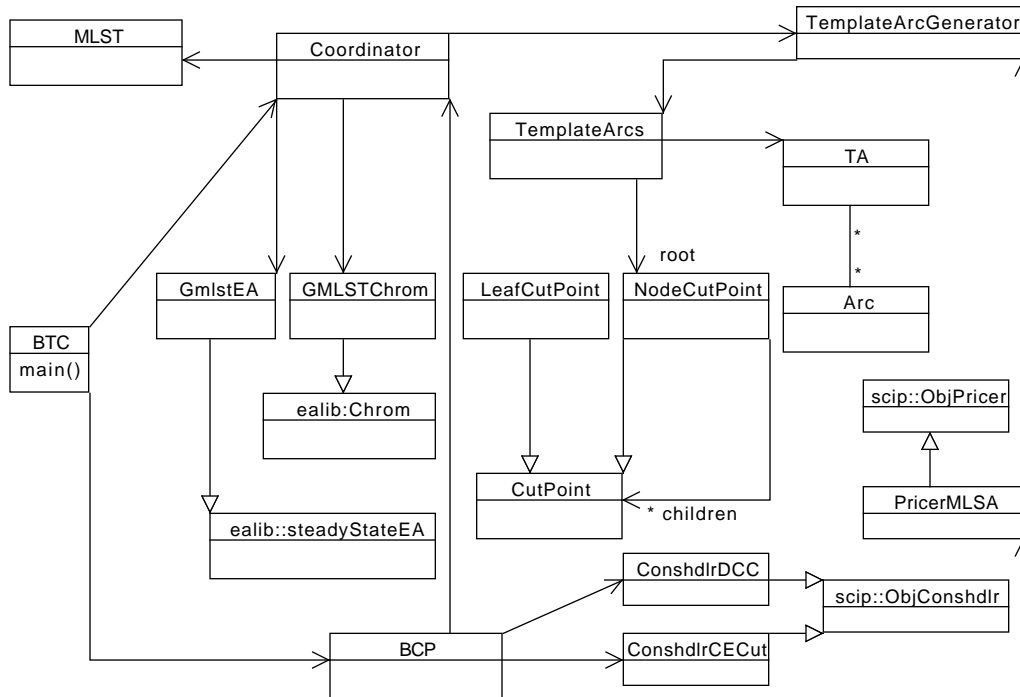 TemplateArcGenerator
MLST
Coordinator
TemplateArcs
TA
*
root
*
GmlstEA
GMLSTChrom
LeafCutPoint
NodeCutPoint
Arc
BTC
main()
scip::ObjPricer
ealib:Chrom
CutPoint
PricerMLSA
* children
ealib::steadyStateEA
ConshdlrDCC
scip::ObjConshdlr
BCP
ConshdlrCECut